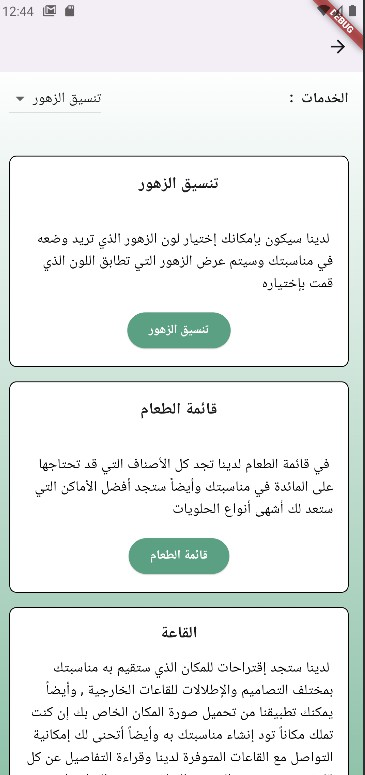 12:44
DEBUG
الخدمات :
تنسيق الزهور
تنسيق الزهور
لدينا سيكون بإمكانك إختيار لون الزهور الذي تريد وضعه
في مناسبتك وسيتم عرض الزهور التي تطابق اللون الذي
قمت بإختياره
تنسيق الزهور
قائمة الطعام
في قائمة الطعام لدينا تجد كل الأصناف التي قد تحتاجها
على المائدة في مناسبتك وأيضاً ستجد أفضل الأماكن التي
ستعد لك أشهى أنواع الحلويات
قائمة الطعام
القاعة
لدينا ستجد إقتراحات للمكان الذي ستقيم به مناسبتك
بمختلف التصاميم والإطلالات للقاعات الخارجية , وأيضاً
يمكنك تطبيقنا من تحميل صورة المكان الخاص بك إن كنت
تملك مكاناً تود إنشاء مناسبتك به وأيضاً أتحنى لك إمكانية
التواصل مع القاعات المتوفرة لدينا وقراءة التفاصيل عن كل